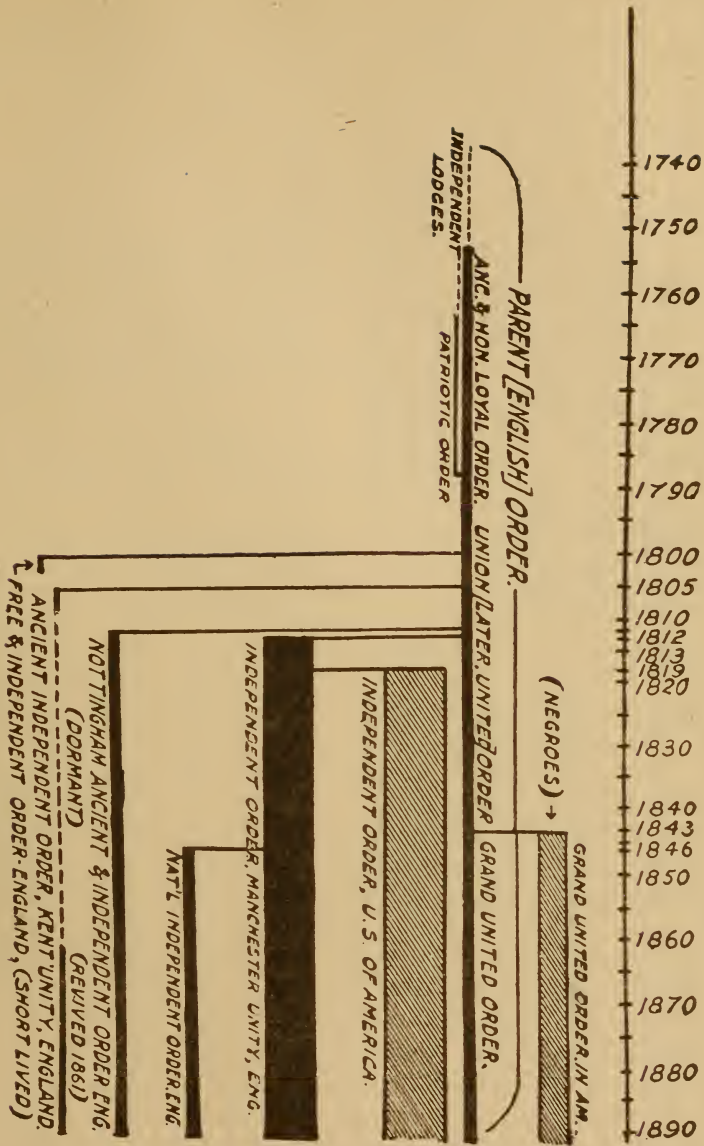 1740
1750
1760
1770
1780
1790
1800
1805
1810
1812
1813
1819
1820
1830
1840
1843
1846
1850
1860
1870
1880
1890
GRAND UNITED ORDER. IN AM.
(NEGROES) →
PARENT [ENGLISH] ORDER.
ANC. & HON. LOYAL ORDER. UNION [LATER, UNITED] ORDER GRAND UNITED ORDER.
INDEPENDENT
LODGES.
PATRIOTIC ORDER
INDEPENDENT ORDER, U.S. OF AMERICA.
INDEPENDENT ORDER, MANCHESTER UNITY, ENG.
NAT'L INDEPENDENT ORDER. ENG.
NOTTINGHAM ANCIENT & INDEPENDENT ORDER ENG.
(DORMANT) (REVIVED 1861)
ANCIENT INDEPENDENT ORDER, KENT UNITY, ENGLAND.
FREE & INDEPENDENT ORDER-ENGLAND, (SHORT LIVED)